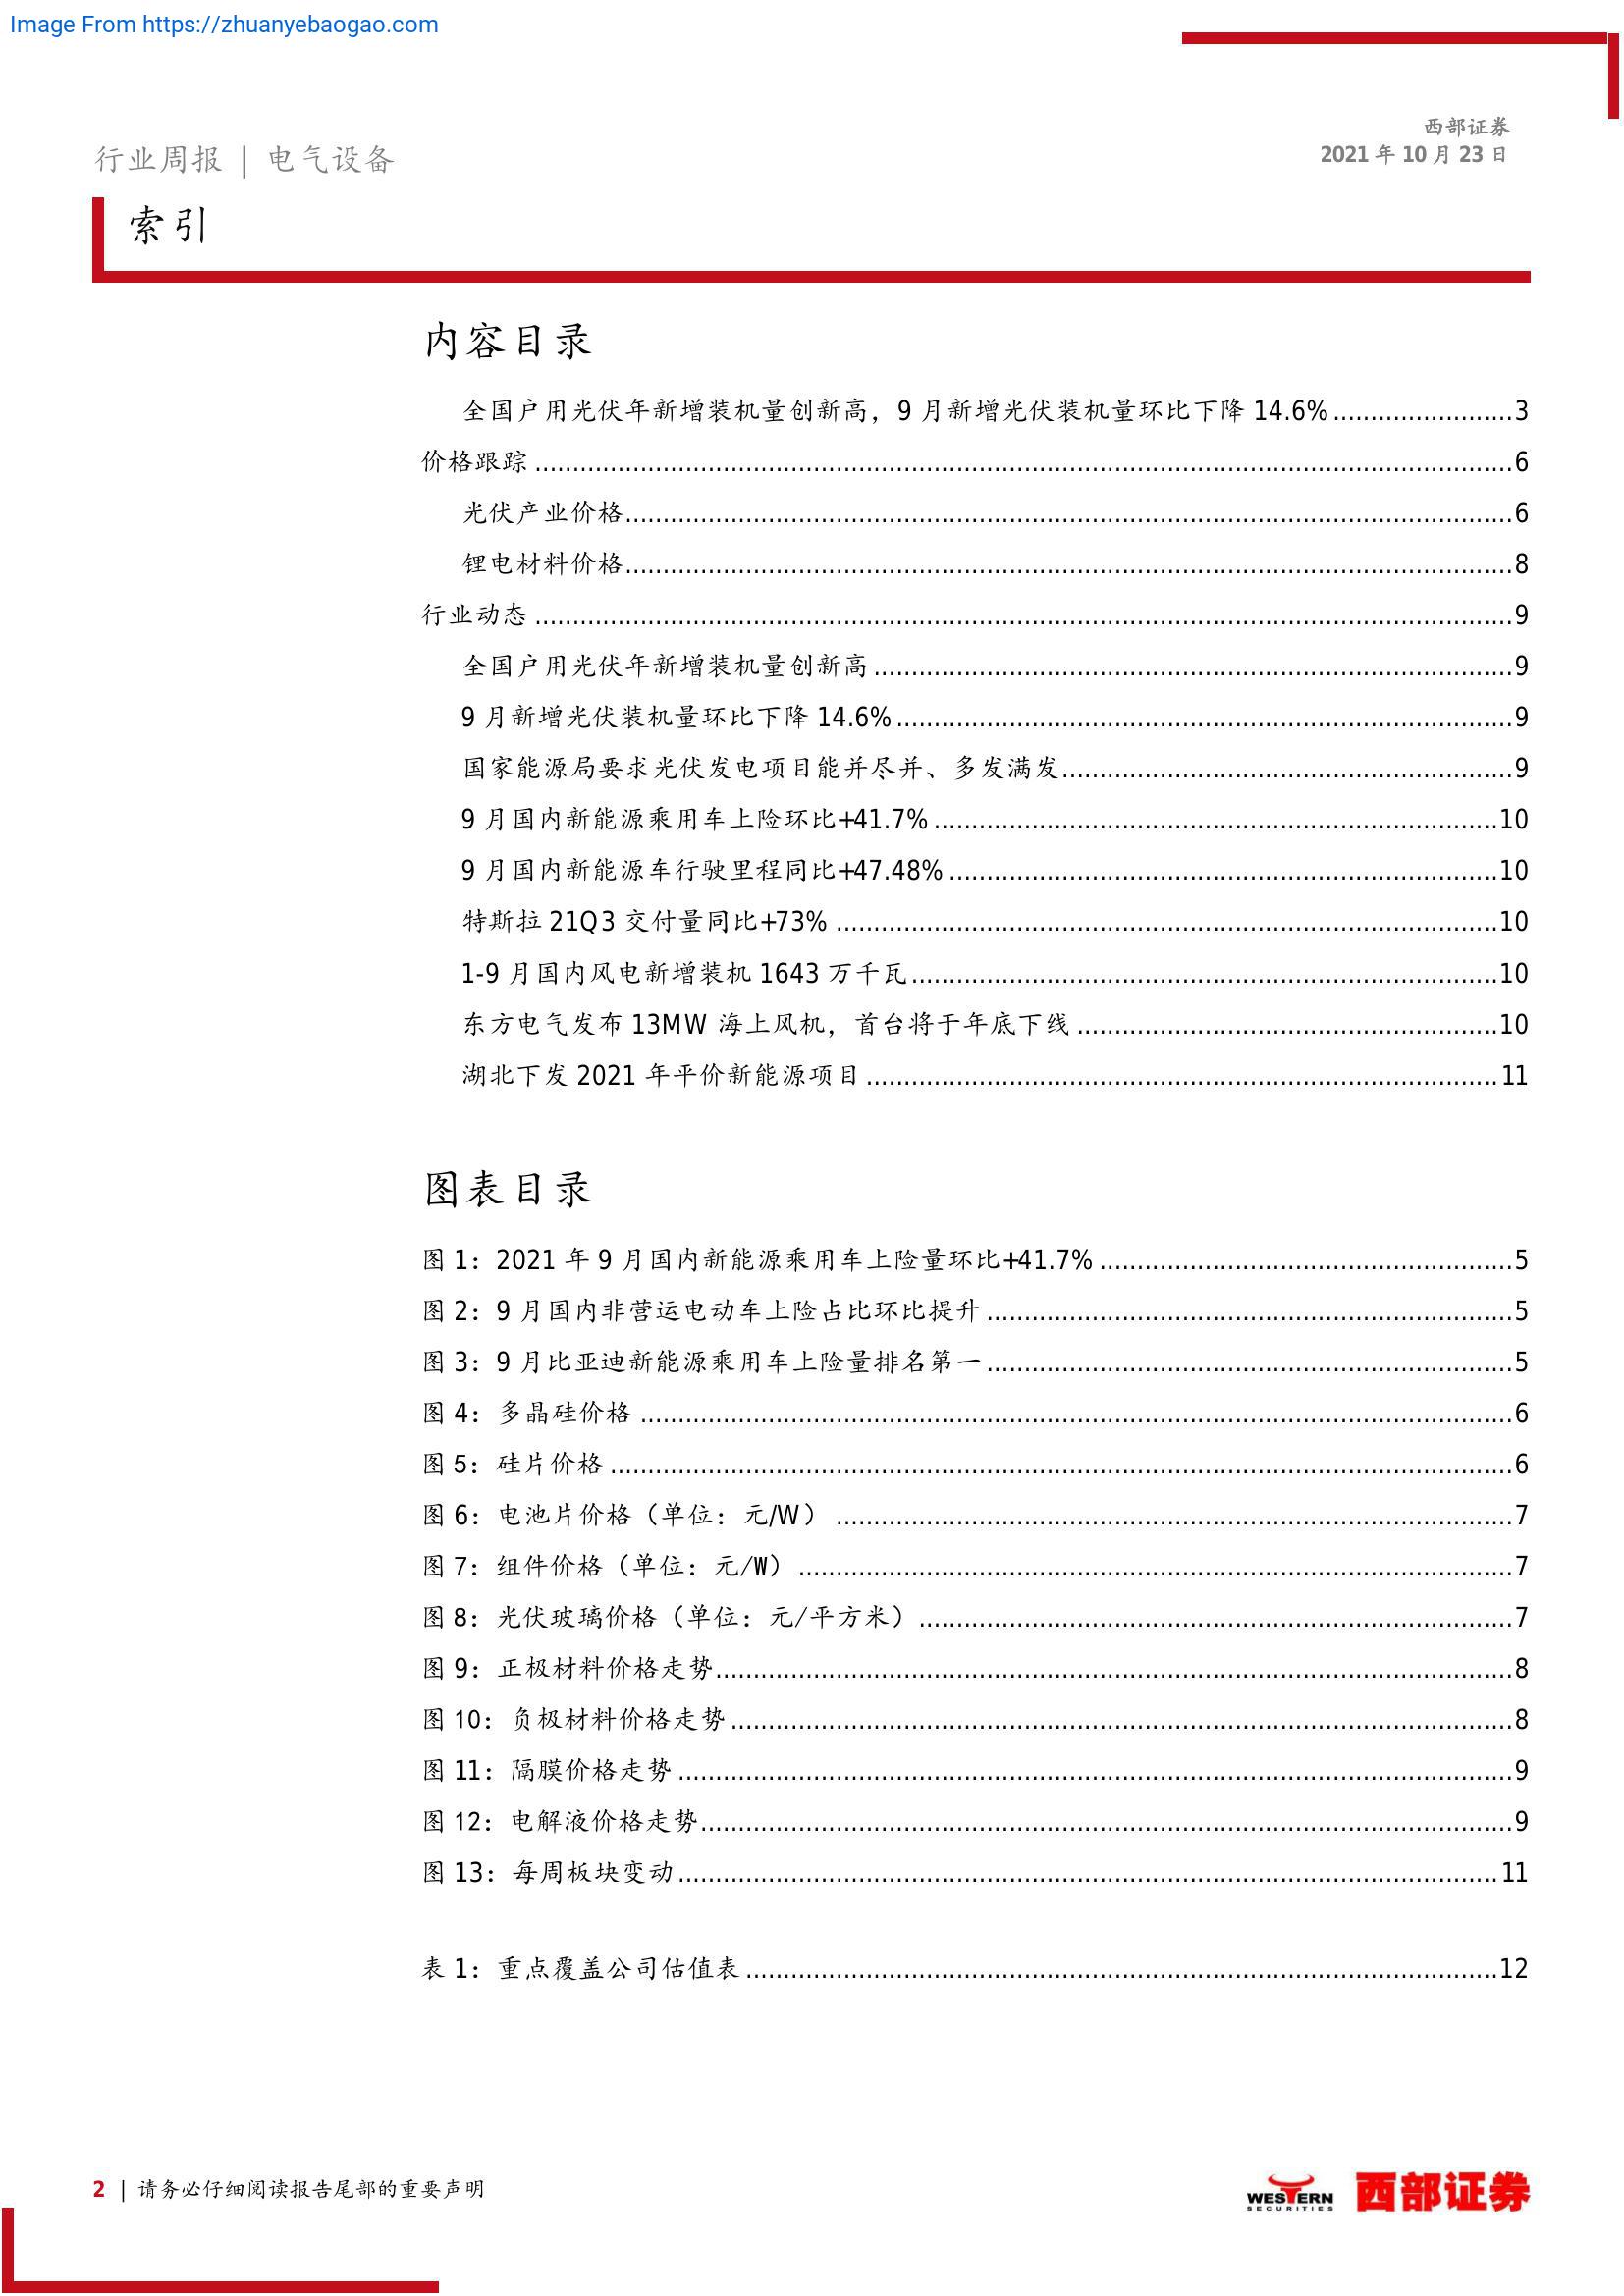 Image From https://zhuanyebaogao.com
西部证券
2021 年 10 月 23 日
行业周报 | 电气设备
索引
内容目录
全国户用光伏年新增装机量创新高，9 月新增光伏装机量环比下降 14.6%........................3
价格跟踪 ....................................................................................................................................6
光伏产业价格........................................................................................................................6
锂电材料价格........................................................................................................................8
行业动态 ....................................................................................................................................9
全国户用光伏年新增装机量创新高 ......................................................................................9
9 月新增光伏装机量环比下降 14.6%...................................................................................9
国家能源局要求光伏发电项目能并尽并、多发满发.............................................................9
9 月国内新能源乘用车上险环比+41.7% ............................................................................10
9 月国内新能源车行驶里程同比+47.48% ..........................................................................10
特斯拉 21Q3 交付量同比+73% .........................................................................................10
1-9 月国内风电新增装机 1643 万千瓦...............................................................................10
东方电气发布 13MW 海上风机，首台将于年底下线 .........................................................10
湖北下发 2021 年平价新能源项目 .....................................................................................11
图表目录
图 1：2021 年 9 月国内新能源乘用车上险量环比+41.7% ........................................................5
图 2：9 月国内非营运电动车上险占比环比提升 .......................................................................5
图 3：9 月比亚迪新能源乘用车上险量排名第一 .......................................................................5
图 4：多晶硅价格 .....................................................................................................................6
图 5：硅片价格 .........................................................................................................................6
图 6：电池片价格（单位：元/W） ...........................................................................................7
图 7：组件价格（单位：元/W） ................................................................................................7
图 8：光伏玻璃价格（单位：元/平方米） ................................................................................7
图 9：正极材料价格走势...........................................................................................................8
图 10：负极材料价格走势 .........................................................................................................8
图 11：隔膜价格走势 ................................................................................................................9
图 12：电解液价格走势.............................................................................................................9
图 13：每周板块变动..............................................................................................................11
表 1：重点覆盖公司估值表 .....................................................................................................12
2 | 请务必仔细阅读报告尾部的重要声明
WESTERN
SECURITIES
西部证券